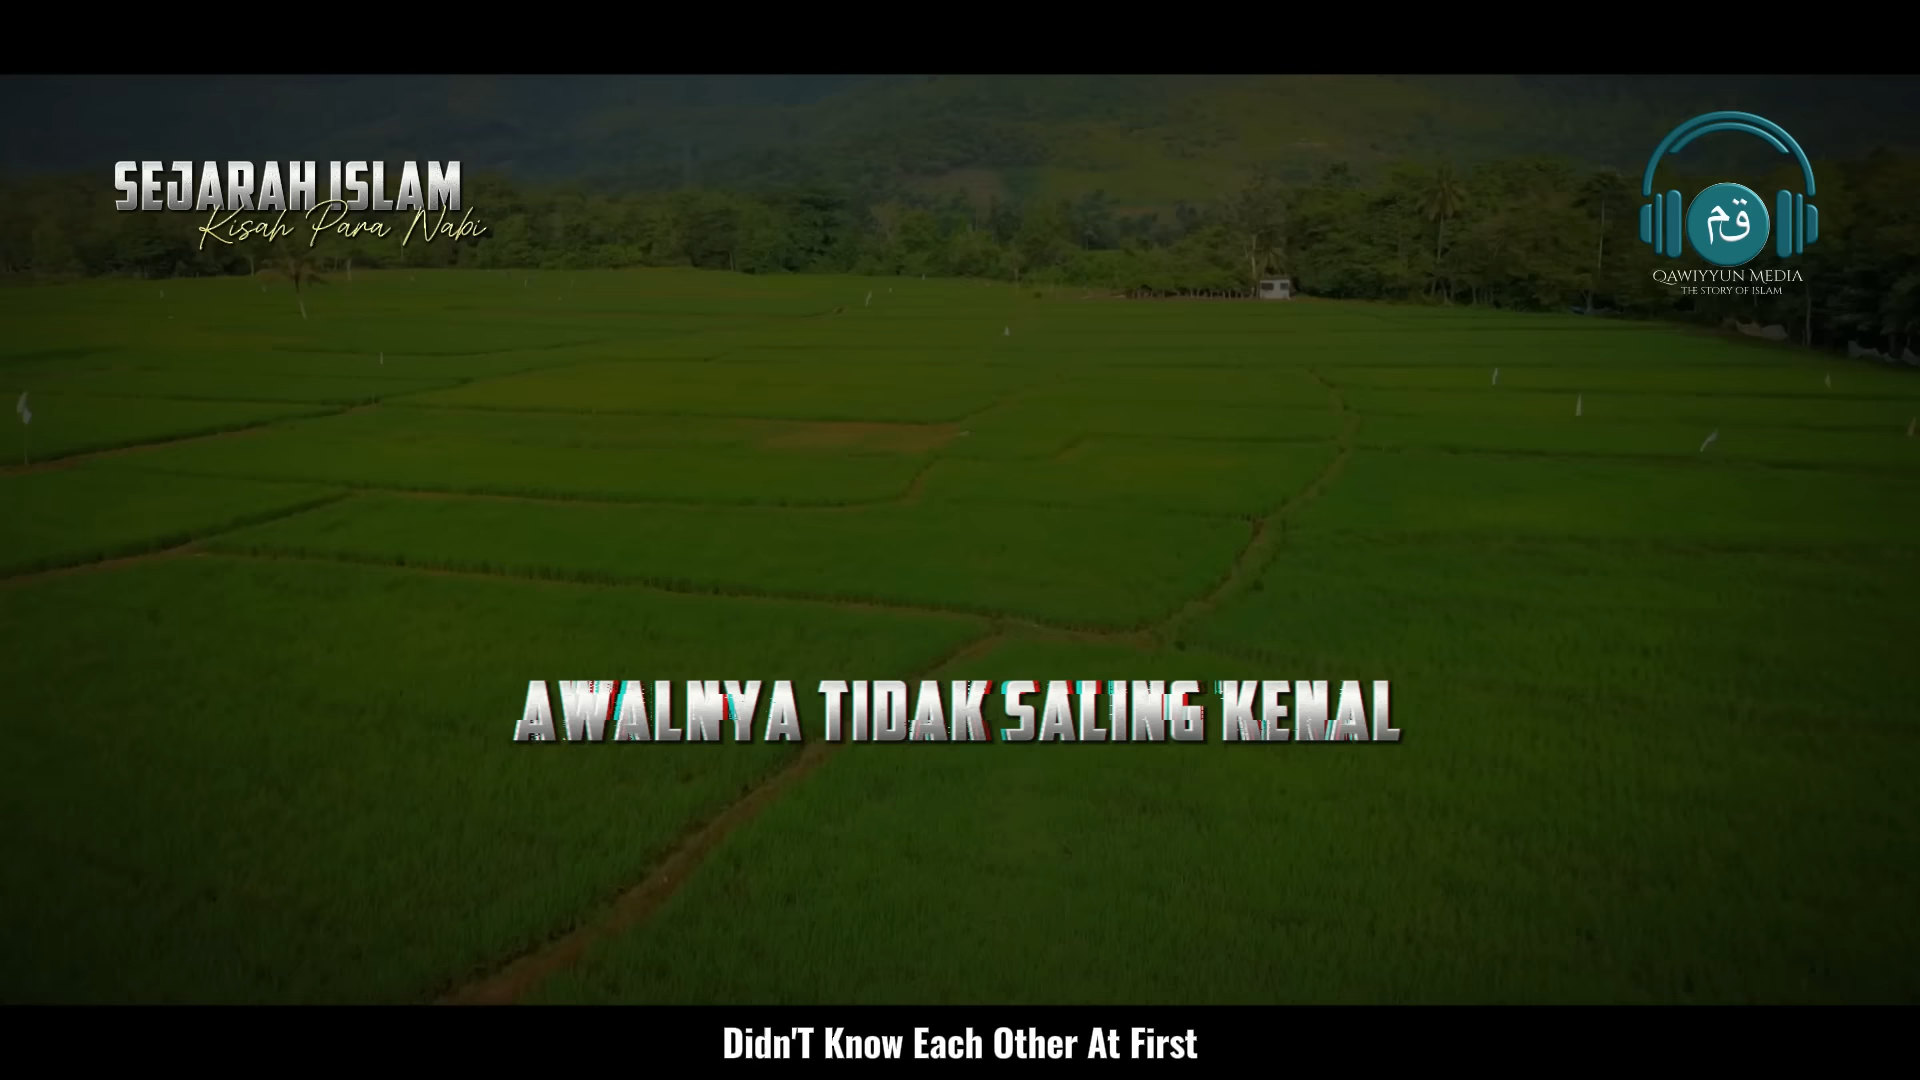 SEJARAH ISLAM
Kisah Para Nabi
قم
QAWIYYUN MEDIA
THE STORY OF ISLAM
AWALNYA TIDAK SALING KENAL
Didn'T Know Each Other At First